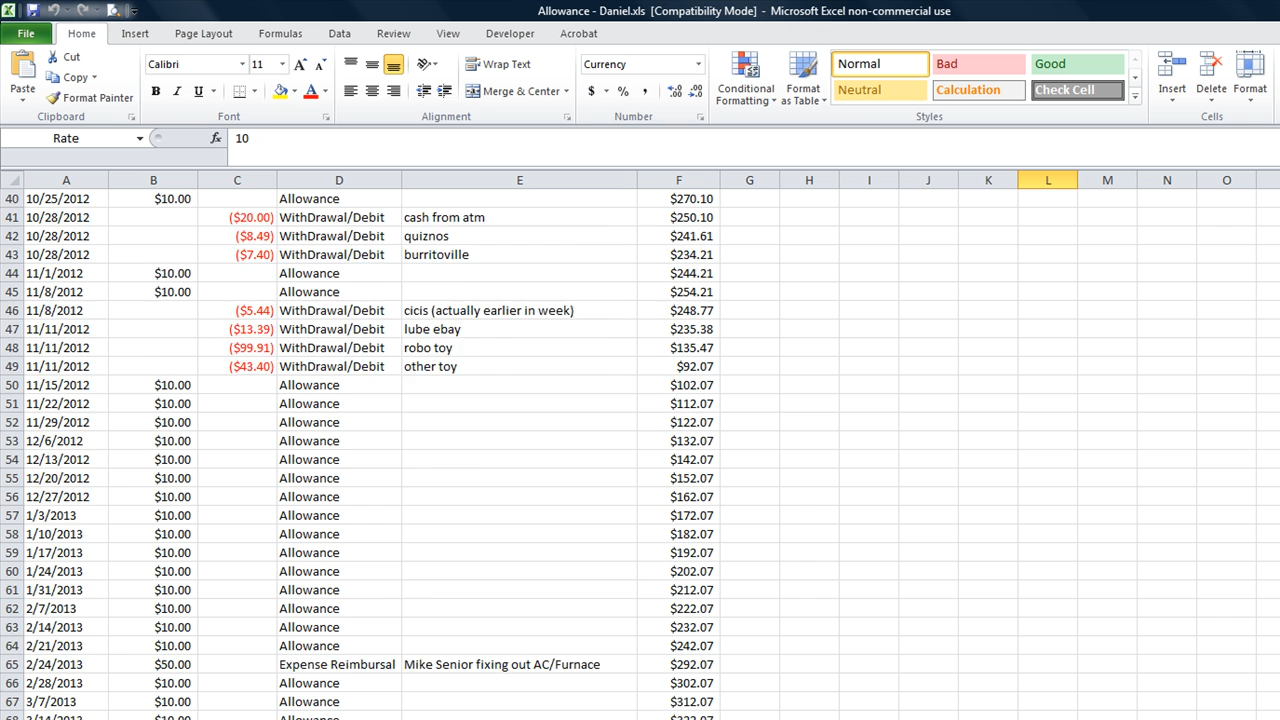 Allowance - Daniel.xls [Compatibility Mode] - Microsoft Excel non-commercial use
File Home Insert Page Layout Formulas Data Review View Developer Acrobat
Paste
Cut
Copy
Format Painter
Clipboard
Calibri 11
B I U
Font
Wrap Text
Merge & Center
Alignment
Currency
$ % ,
Number
Conditional Formatting
Format as Table
Normal Bad Good
Neutral Calculation Check Cell
Styles
Insert Delete Format
Cells
Rate fx 10
A B C D E F G H I J K L M N O
40 10/25/2012 $10.00 Allowance $270.10
41 10/28/2012 ($20.00) WithDrawal/Debit cash from atm $250.10
42 10/28/2012 ($8.49) WithDrawal/Debit quiznos $241.61
43 10/28/2012 ($7.40) WithDrawal/Debit burritoville $234.21
44 11/1/2012 $10.00 Allowance $244.21
45 11/8/2012 $10.00 Allowance $254.21
46 11/8/2012 ($5.44) WithDrawal/Debit cicis (actually earlier in week) $248.77
47 11/11/2012 ($13.39) WithDrawal/Debit lube ebay $235.38
48 11/11/2012 ($99.91) WithDrawal/Debit robo toy $135.47
49 11/11/2012 ($43.40) WithDrawal/Debit other toy $92.07
50 11/15/2012 $10.00 Allowance $102.07
51 11/22/2012 $10.00 Allowance $112.07
52 11/29/2012 $10.00 Allowance $122.07
53 12/6/2012 $10.00 Allowance $132.07
54 12/13/2012 $10.00 Allowance $142.07
55 12/20/2012 $10.00 Allowance $152.07
56 12/27/2012 $10.00 Allowance $162.07
57 1/3/2013 $10.00 Allowance $172.07
58 1/10/2013 $10.00 Allowance $182.07
59 1/17/2013 $10.00 Allowance $192.07
60 1/24/2013 $10.00 Allowance $202.07
61 1/31/2013 $10.00 Allowance $212.07
62 2/7/2013 $10.00 Allowance $222.07
63 2/14/2013 $10.00 Allowance $232.07
64 2/21/2013 $10.00 Allowance $242.07
65 2/24/2013 $50.00 Expense Reimbursal Mike Senior fixing out AC/Furnace $292.07
66 2/28/2013 $10.00 Allowance $302.07
67 3/7/2013 $10.00 Allowance $312.07
68 3/14/2013 $10.00 Allowance $322.07